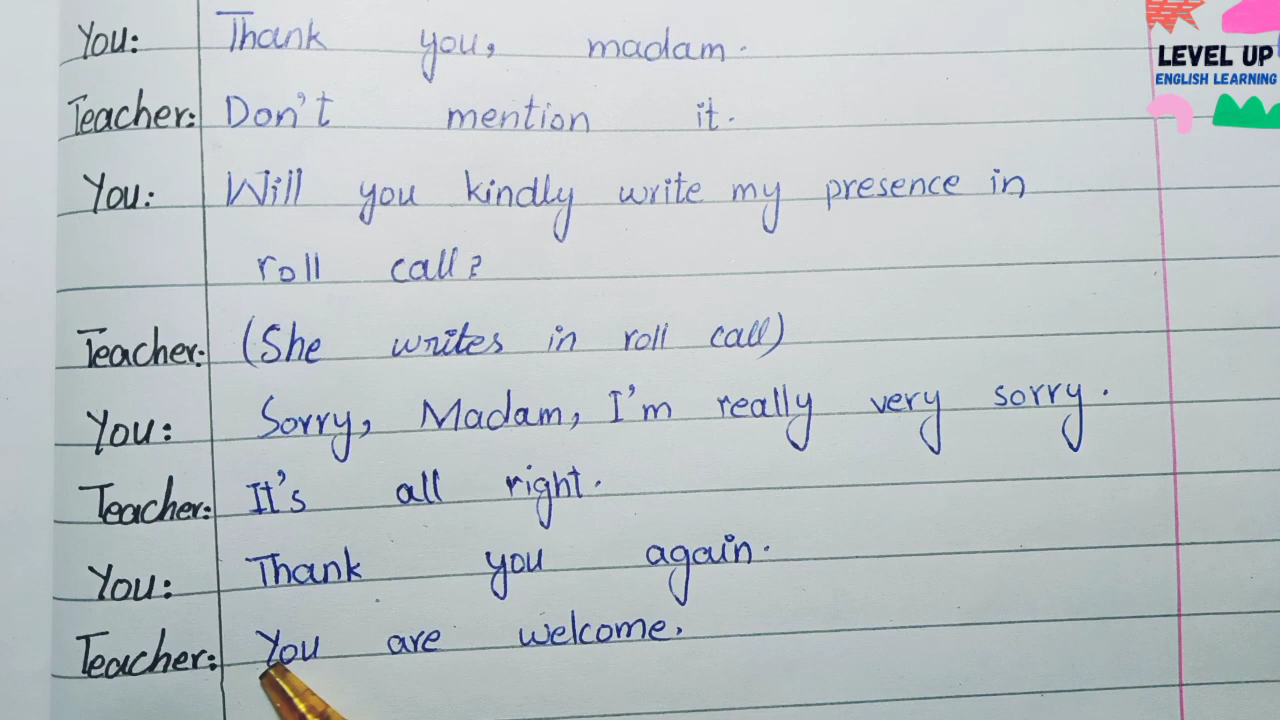 You: Thank you, madam.
LEVEL UP
ENGLISH LEARNING
Teacher: Don't mention it.
You: Will you kindly write my presence in
roll call?
Teacher: (She writes in roll call)
You: Sorry, Madam, I'm really very sorry.
Teacher: It's all right.
You: Thank you again.
Teacher: You are welcome.